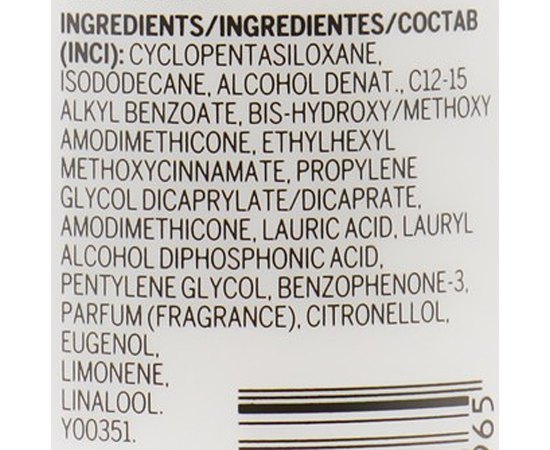 INGREDIENTS/INGREDIENTES/СОСТАВ
(INCI): CYCLOPENTASILOXANE,
ISODODECANE, ALCOHOL DENAT., C12-15
ALKYL BENZOATE, BIS-HYDROXY/METHOXY
AMODIMETHICONE, ETHYLHEXYL
METHOXYCINNAMATE, PROPYLENE
GLYCOL DICAPRYLATE/DICAPRATE,
AMODIMETHICONE, LAURIC ACID, LAURYL
ALCOHOL DIPHOSPHONIC ACID,
PENTYLENE GLYCOL, BENZOPHENONE-3,
PARFUM (FRAGRANCE), CITRONELLOL,
EUGENOL,
LIMONENE,
LINALOOL.
Y00351.